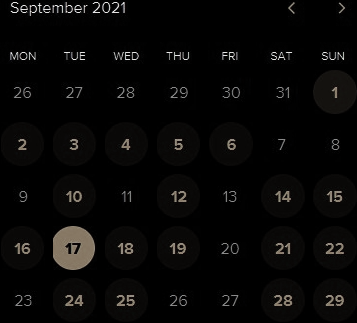 September 2021
MON TUE WED THU FRI SAT SUN
26 27 28 29 30 31 1
2 3 4 5 6 7 8
9 10 11 12 13 14 15
16 17 18 19 20 21 22
23 24 25 26 27 28 29